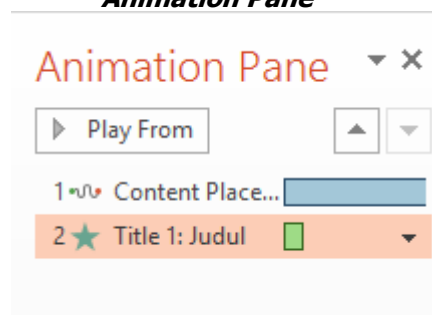 Animation Pane
Animation Pane
Play From
1 Content Place...
2 Title 1: Judul